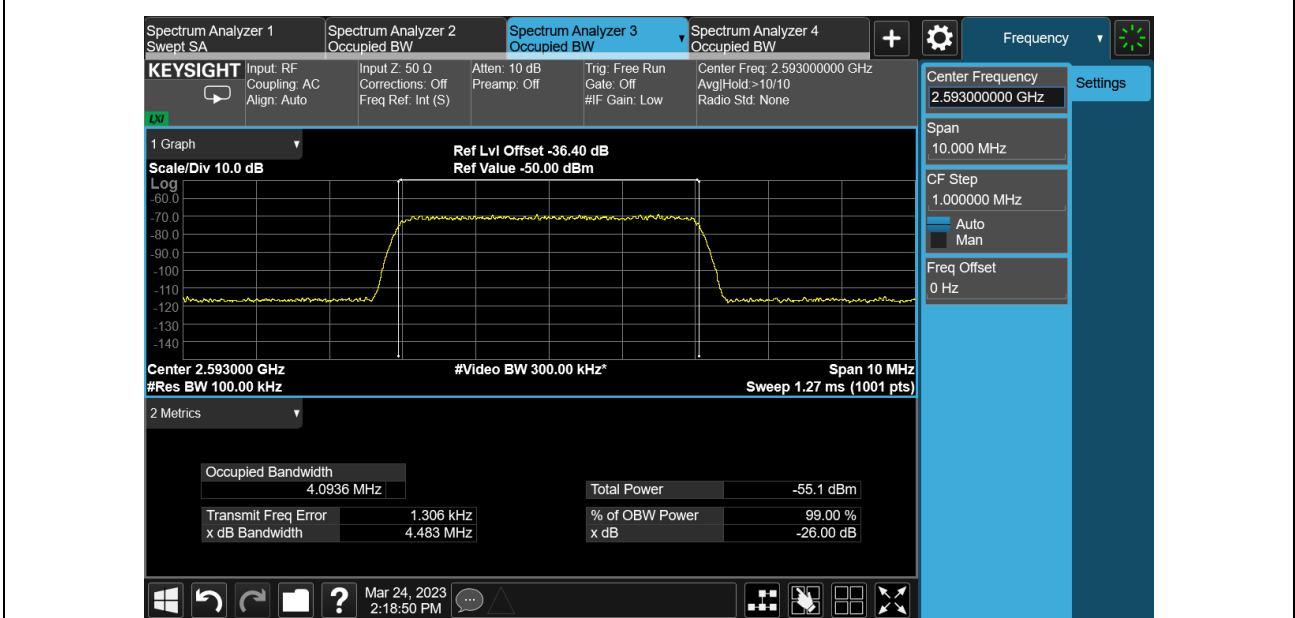 Spectrum Analyzer 1
Swept SA
Spectrum Analyzer 2
Occupied BW
Spectrum Analyzer 3
Occupied BW
Spectrum Analyzer 4
Occupied BW
Frequency
KEYSIGHT
LXI
Input: RF
Coupling: AC
Align: Auto
Input Z: 50 Ω
Corrections: Off
Freq Ref: Int (S)
Atten: 10 dB
Preamp: Off
Trig: Free Run
Gate: Off
#IF Gain: Low
Center Freq: 2.593000000 GHz
Avg|Hold:>10/10
Radio Std: None
Center Frequency
2.593000000 GHz
Settings
Span
10.000 MHz
CF Step
1.000000 MHz
Auto
Man
Freq Offset
0 Hz
1 Graph
Scale/Div 10.0 dB
Ref Lvl Offset -36.40 dB
Ref Value -50.00 dBm
Log
-60.0
-70.0
-80.0
-90.0
-100
-110
-120
-130
-140
Center 2.593000 GHz
#Video BW 300.00 kHz*
Span 10 MHz
#Res BW 100.00 kHz
Sweep 1.27 ms (1001 pts)
2 Metrics
Occupied Bandwidth
4.0936 MHz
Total Power -55.1 dBm
Transmit Freq Error 1.306 kHz
% of OBW Power 99.00 %
x dB Bandwidth 4.483 MHz
x dB -26.00 dB
Mar 24, 2023
2:18:50 PM